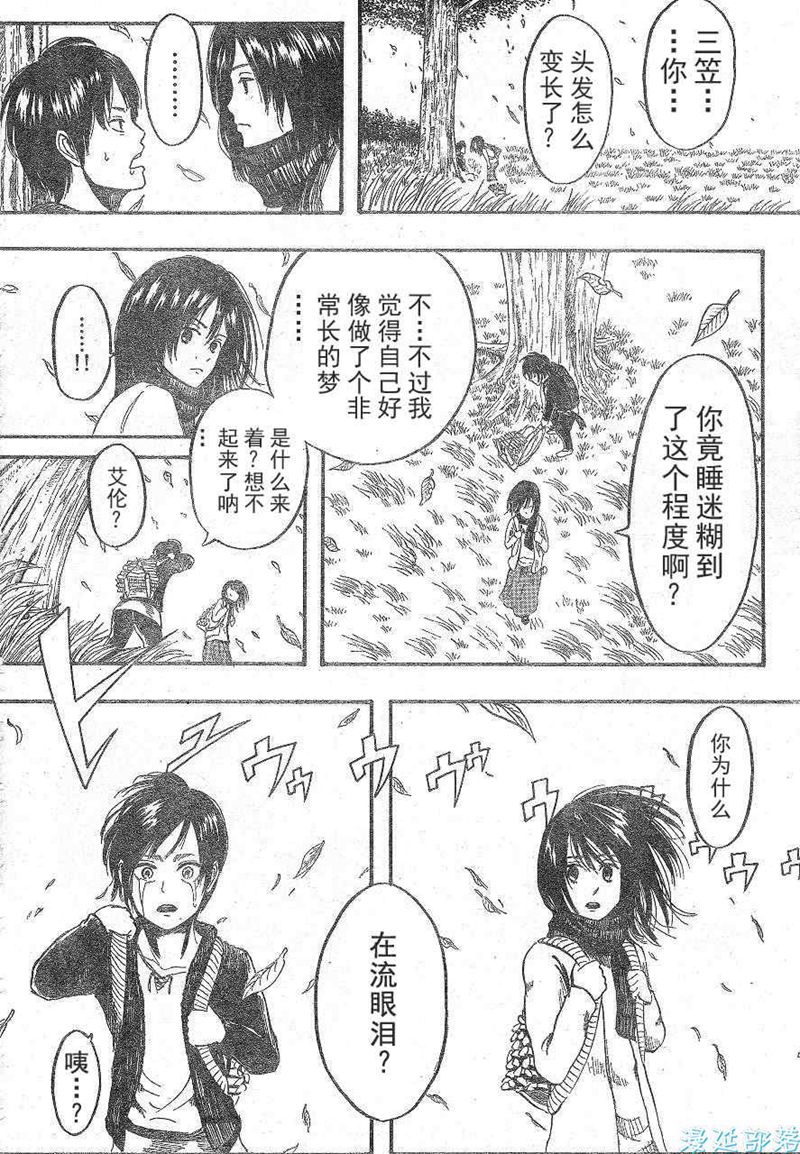 三笠…
…你…
头发怎么
变长了？
………
你竟睡迷糊到
了这个程度啊？
不…不过我
觉得自己好
像做了个非
常长的梦
……
是什么来
着？想不
起来了呐
…
……!!
艾伦？
ビュウウウウウウ
你为什么
在流眼泪？
咦…？
漫延部落